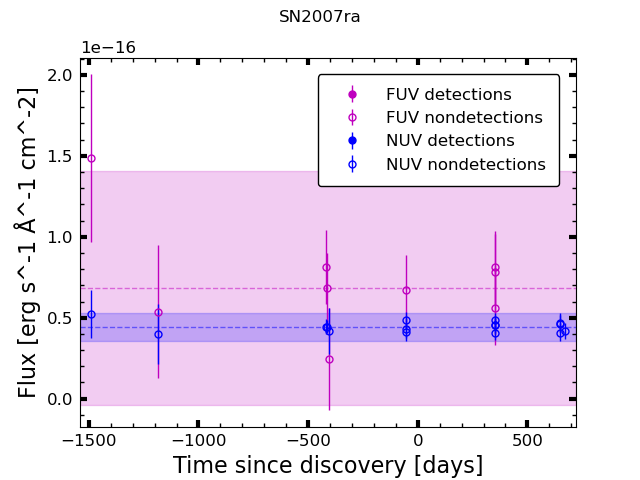 SN2007ra
1e−16
2.0
1.5
1.0
0.5
0.0
Flux [erg s^-1 Å^-1 cm^-2]
FUV detections
FUV nondetections
NUV detections
NUV nondetections
−1500 −1000 −500 0 500
Time since discovery [days]